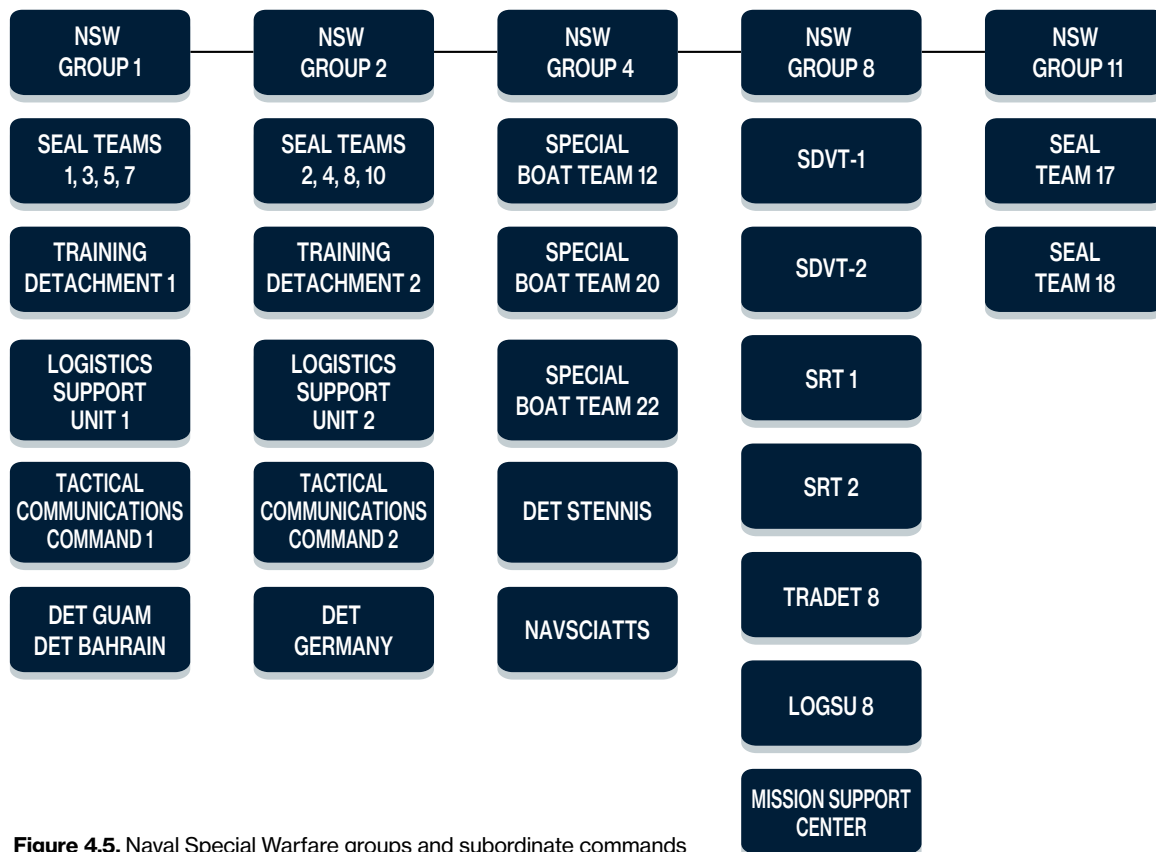 NSW
GROUP 1
NSW
GROUP 2
NSW
GROUP 4
NSW
GROUP 8
NSW
GROUP 11
SEAL TEAMS
1, 3, 5, 7
SEAL TEAMS
2, 4, 8, 10
SPECIAL
BOAT TEAM 12
SDVT-1
SEAL
TEAM 17
TRAINING
DETACHMENT 1
TRAINING
DETACHMENT 2
SPECIAL
BOAT TEAM 20
SDVT-2
SEAL
TEAM 18
LOGISTICS
SUPPORT
UNIT 1
LOGISTICS
SUPPORT
UNIT 2
SPECIAL
BOAT TEAM 22
SRT 1
TACTICAL
COMMUNICATIONS
COMMAND 1
TACTICAL
COMMUNICATIONS
COMMAND 2
DET STENNIS
SRT 2
DET GUAM
DET BAHRAIN
DET
GERMANY
NAVSCIATTS
TRADET 8
LOGSU 8
MISSION SUPPORT
CENTER
Figure 4.5. Naval Special Warfare groups and subordinate commands